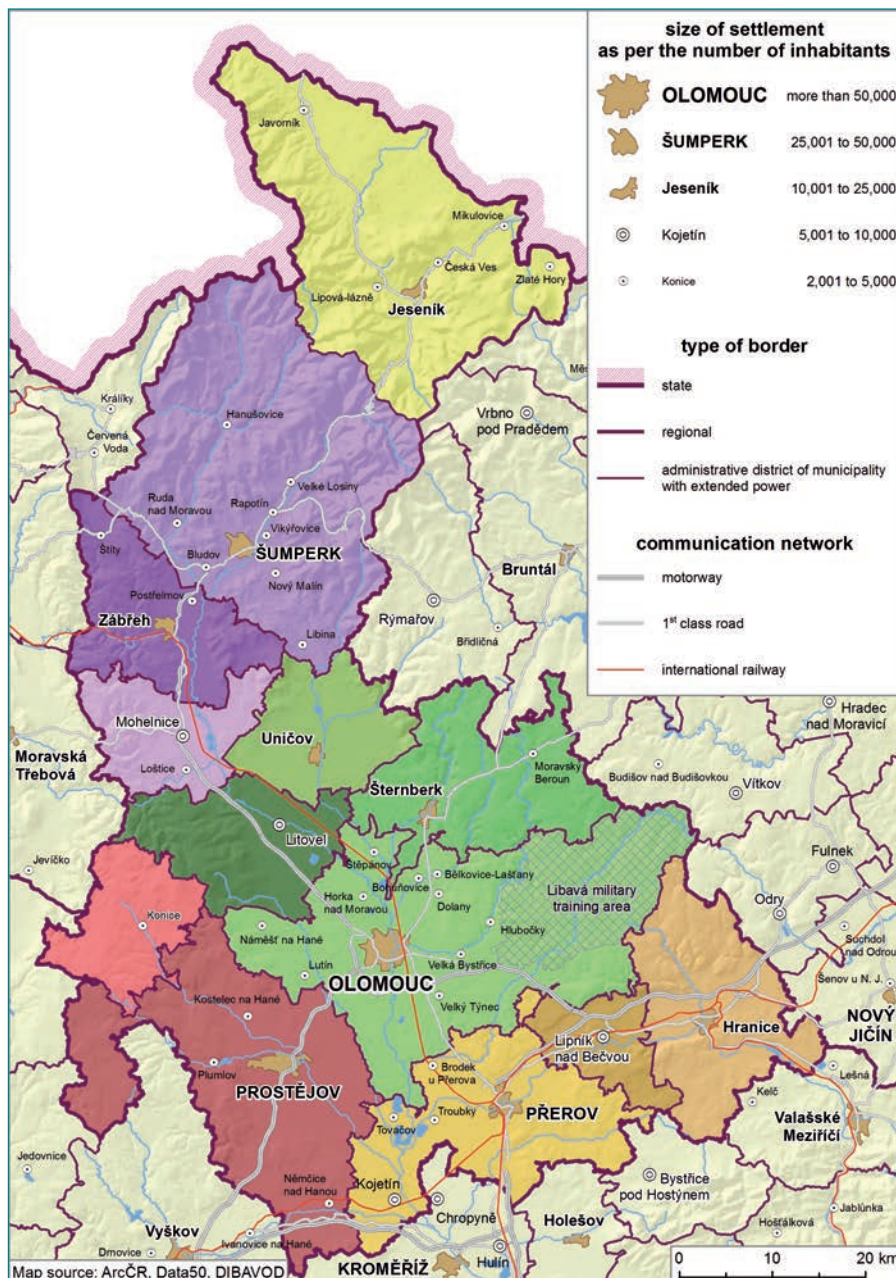 size of settlement
as per the number of inhabitants
OLOMOUC more than 50,000
ŠUMPERK 25,001 to 50,000
Jeseník 10,001 to 25,000
Kojetín 5,001 to 10,000
Konice 2,001 to 5,000
type of border
state
regional
administrative district of municipality
with extended power
communication network
motorway
1st class road
international railway
Javorník
Mikulovice
Česká Ves
Zlaté Hory
Lipová-lázně
Jeseník
Králíky
Hanušovice
Vrbno
pod Pradědem
Červená
Voda
Velké Losiny
Ruda
nad Moravou
Rapotín
Vikýřovice
Štíty
Bludov
ŠUMPERK
Bruntál
Nový Malín
Postřelmov
Rýmařov
Zábřeh
Břidličná
Libina
Mohelnice
Hradec
nad Moravicí
Uničov
Moravská
Třebová
Loštice
Moravský
Beroun
Budišov nad Budišovkou
Šternberk
Vítkov
Litovel
Štěpánov
Fulnek
Jevíčko
Bohuňovice
Bělkovice-Lašťany
Libavá military
training area
Horka
nad Moravou
Dolany
Odry
Konice
Hlubočky
Náměšť na Hané
Suchdol
nad Odrou
Velká Bystřice
Lutín
OLOMOUC
Šenov u N. J.
Velký Týnec
Kostelec na Hané
Hranice
NOVÝ
JIČÍN
Lipník
nad Bečvou
Plumlov
Brodek
u Přerova
Lešná
PROSTĚJOV
Kelč
Troubky
PŘEROV
Valašské
Meziříčí
Tovačov
Jedovnice
Němčice
nad Hanou
Kojetín
Bystřice
pod Hostýnem
Chropyně
Jablůnka
Vyškov
Holešov
Hošťálková
Drnovice
Ivanovice na Hané
Hulín
KROMĚŘÍŽ
0 10 20 km
Map source: ArcČR, Data50, DIBAVOD